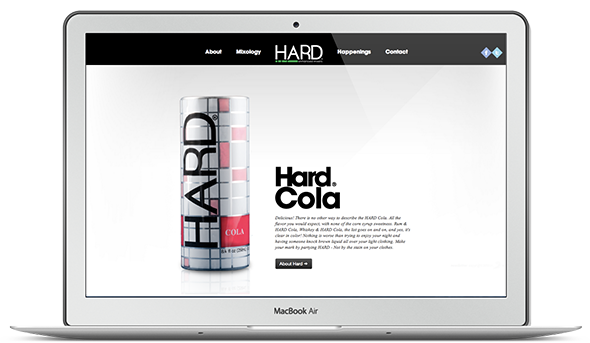 About Mixology HARD Happenings Contact
HARD®
COLA
Hard®
Cola
Delicious! There is no other way to describe the HARD Cola. All the
flavor you would expect, with none of the corn syrup sweetness. Rum &
HARD Cola, Whiskey & HARD Cola, the list goes on and on, and yes, it's
clear in color! Nothing is worse than trying to enjoy your night and
having someone knock brown liquid all over your light clothing. Make
your mark by partying HARD - Not by the stain on your clothes.
About Hard
MacBook Air